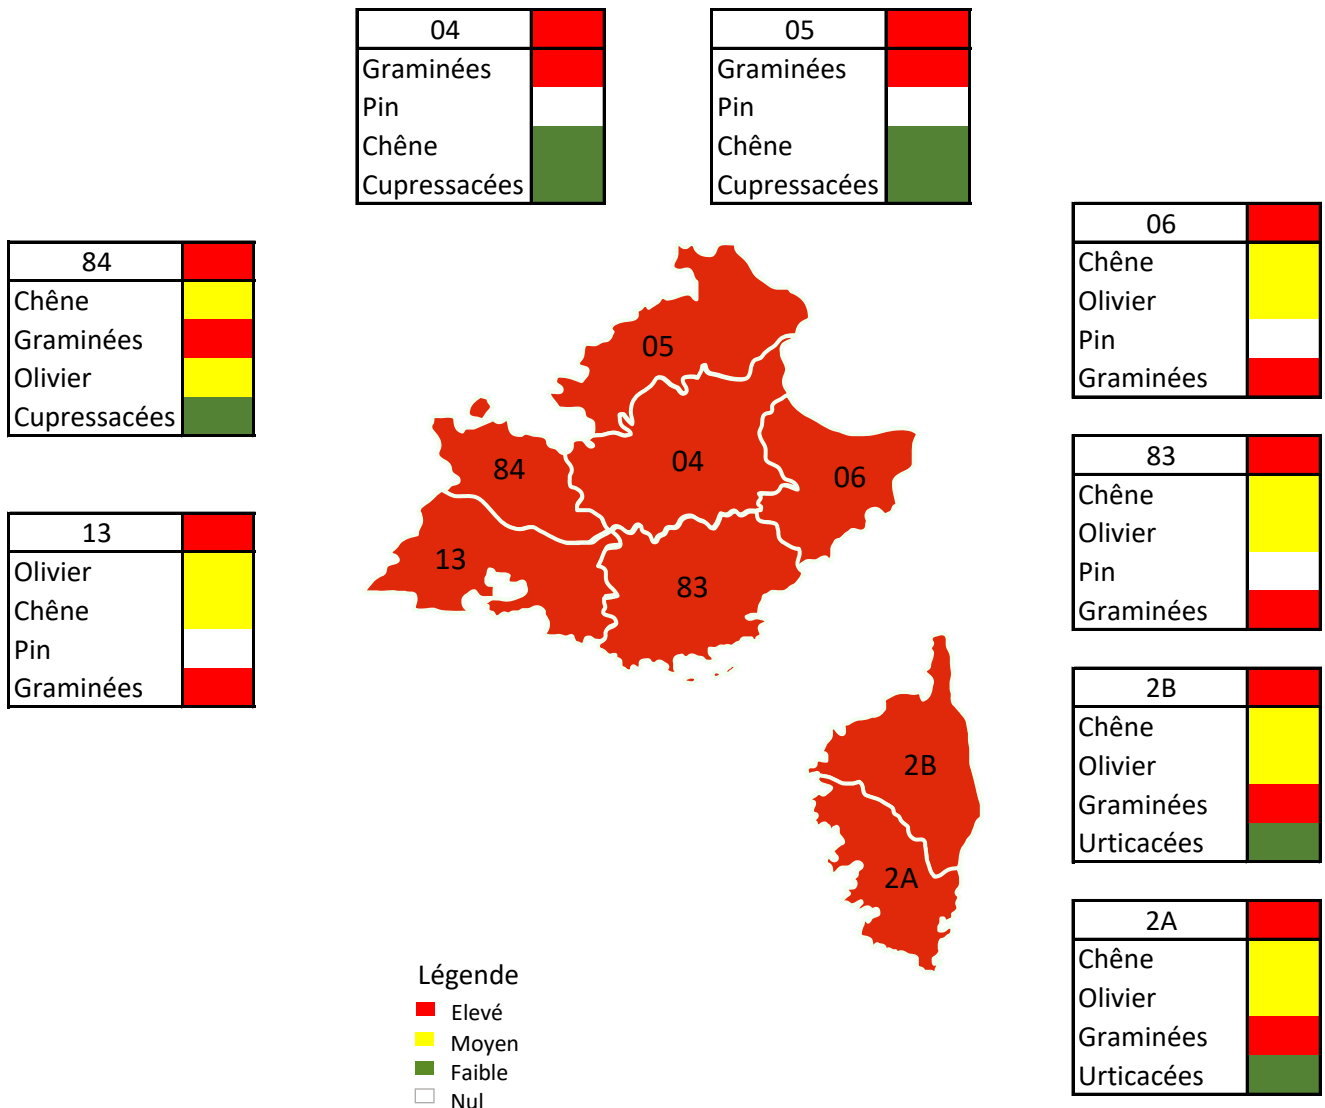 04
Graminées
Pin
Chêne
Cupressacées
05
Graminées
Pin
Chêne
Cupressacées
84
Chêne
Graminées
Olivier
Cupressacées
13
Olivier
Chêne
Pin
Graminées
05
04
84
06
13
83
2B
2A
06
Chêne
Olivier
Pin
Graminées
83
Chêne
Olivier
Pin
Graminées
2B
Chêne
Olivier
Graminées
Urticacées
2A
Chêne
Olivier
Graminées
Urticacées
Légende
Elevé
Moyen
Faible
Nul